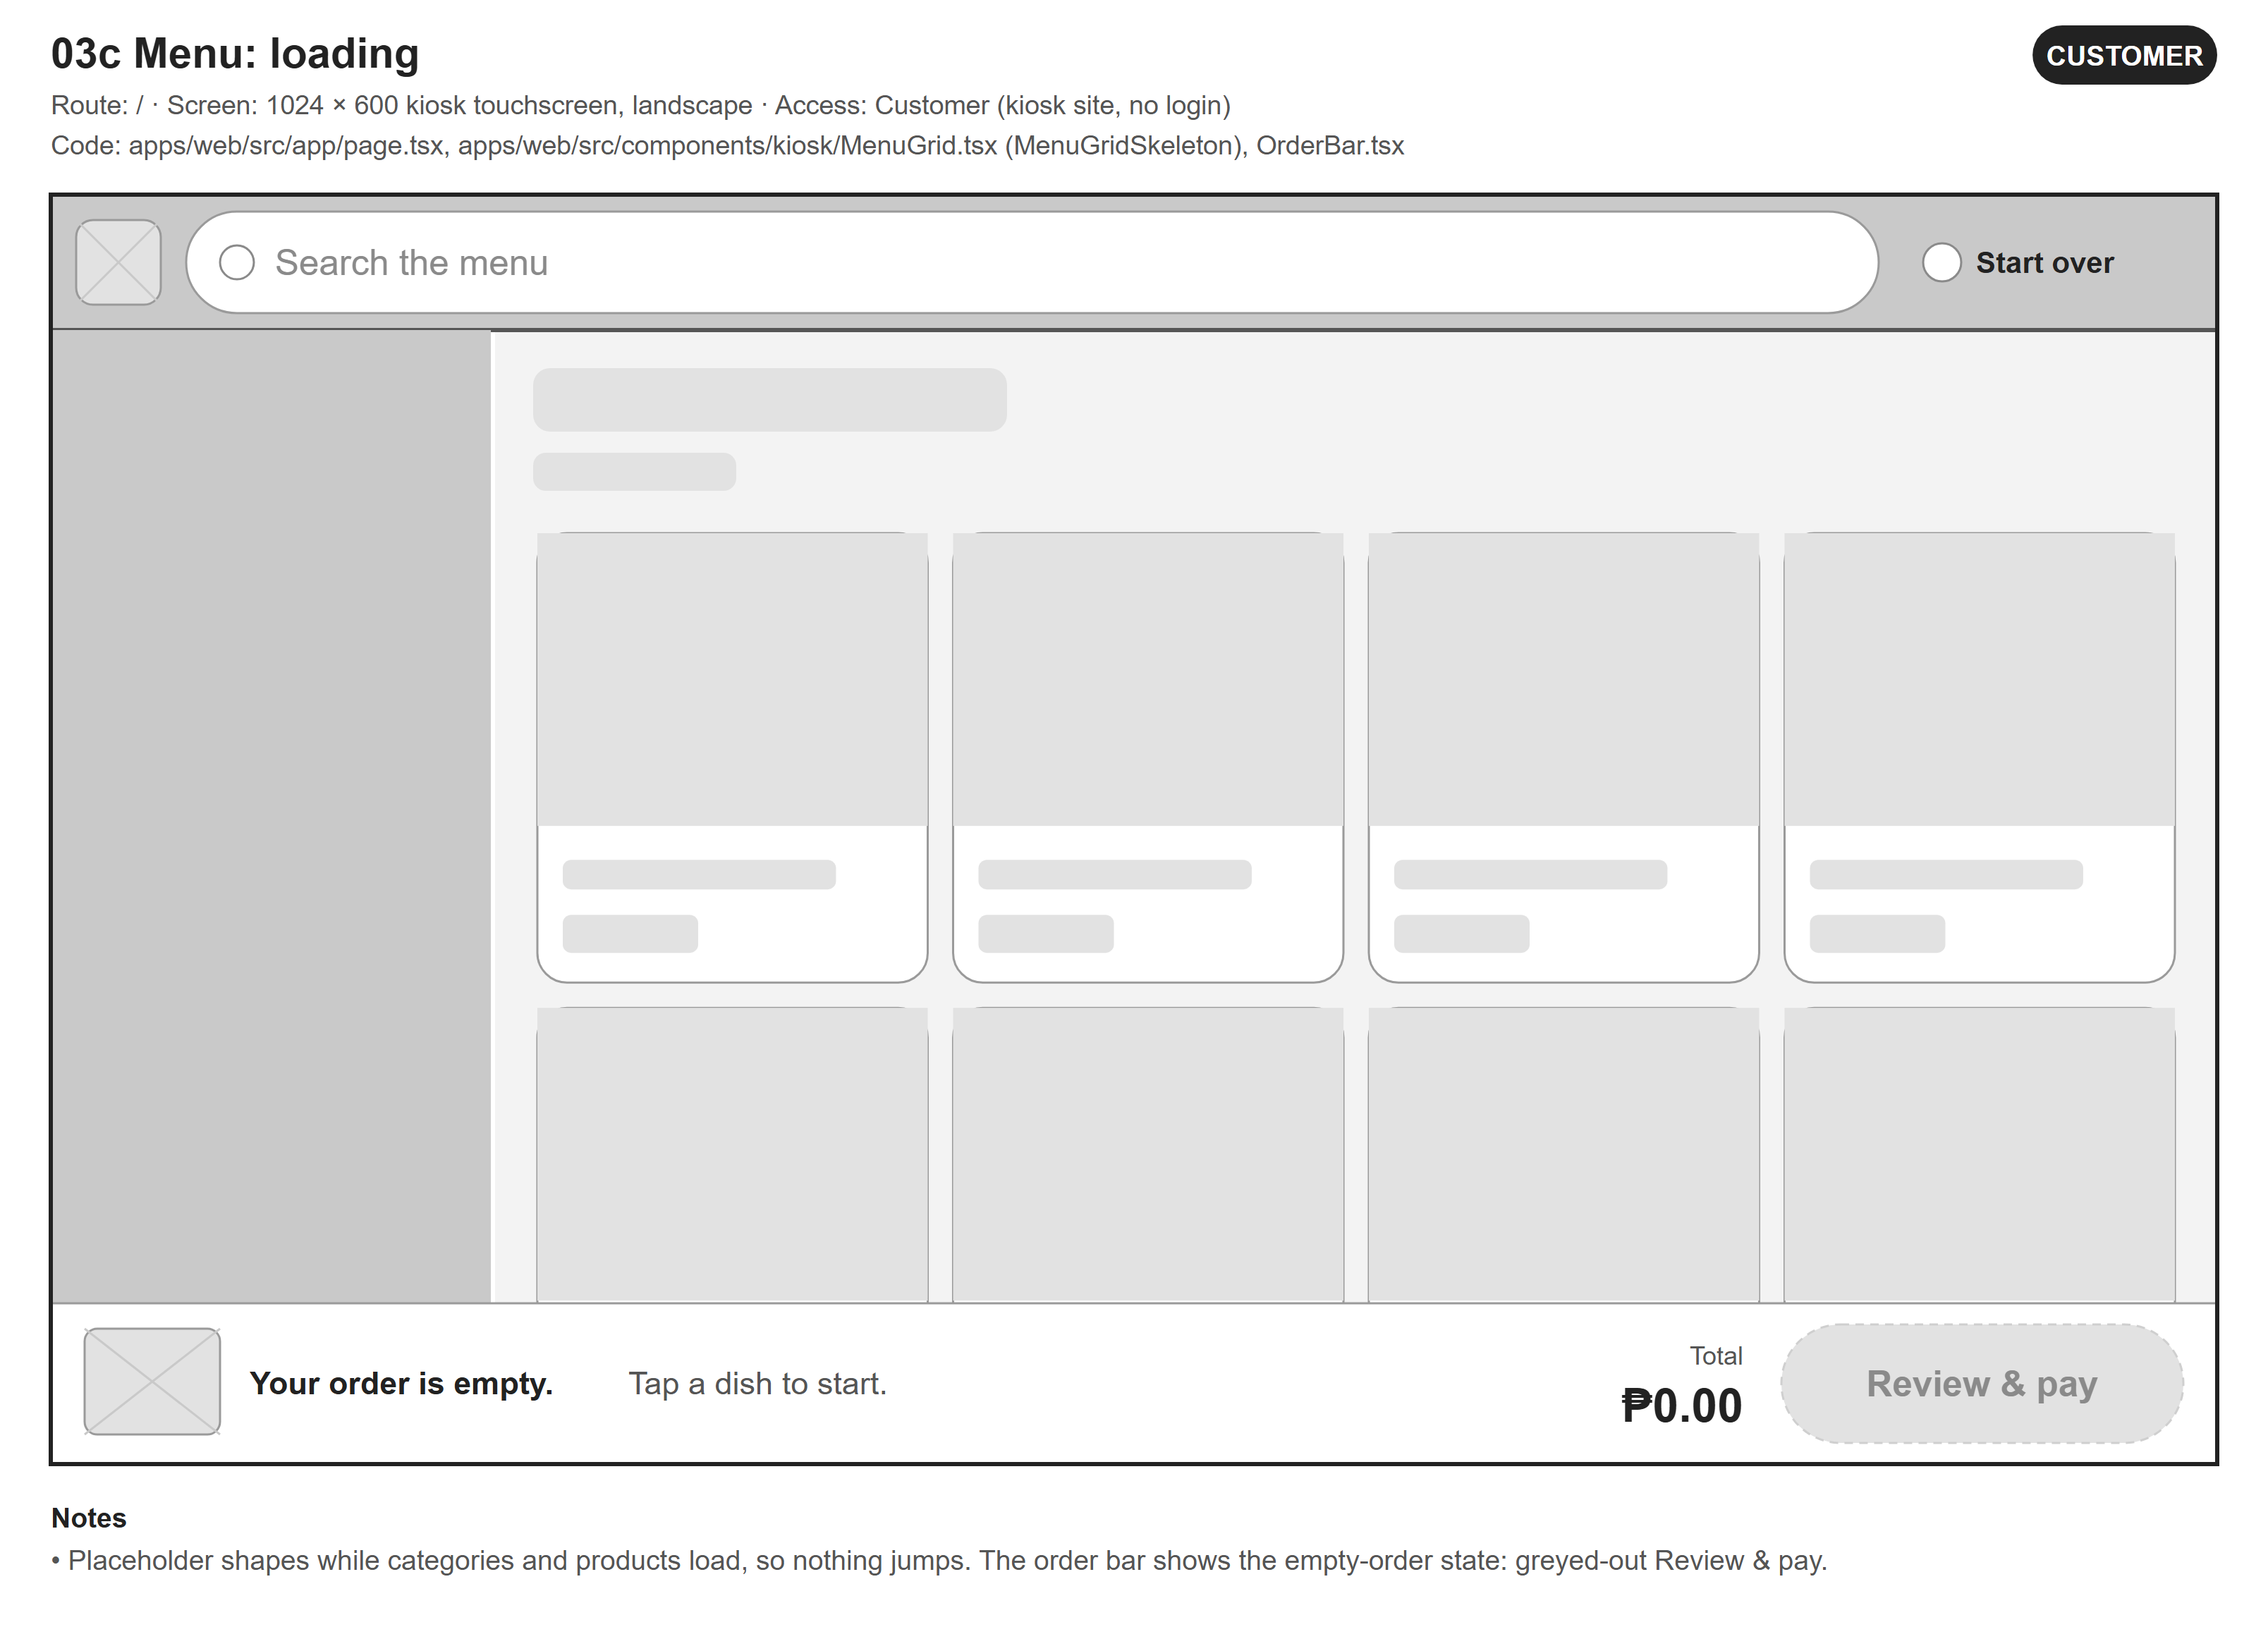 03c Menu: loading
CUSTOMER
Route: / · Screen: 1024 × 600 kiosk touchscreen, landscape · Access: Customer (kiosk site, no login)
Code: apps/web/src/app/page.tsx, apps/web/src/components/kiosk/MenuGrid.tsx (MenuGridSkeleton), OrderBar.tsx
Search the menu
Start over
Your order is empty.
Tap a dish to start.
Total
₱0.00
Review & pay
Notes
• Placeholder shapes while categories and products load, so nothing jumps. The order bar shows the empty-order state: greyed-out Review & pay.